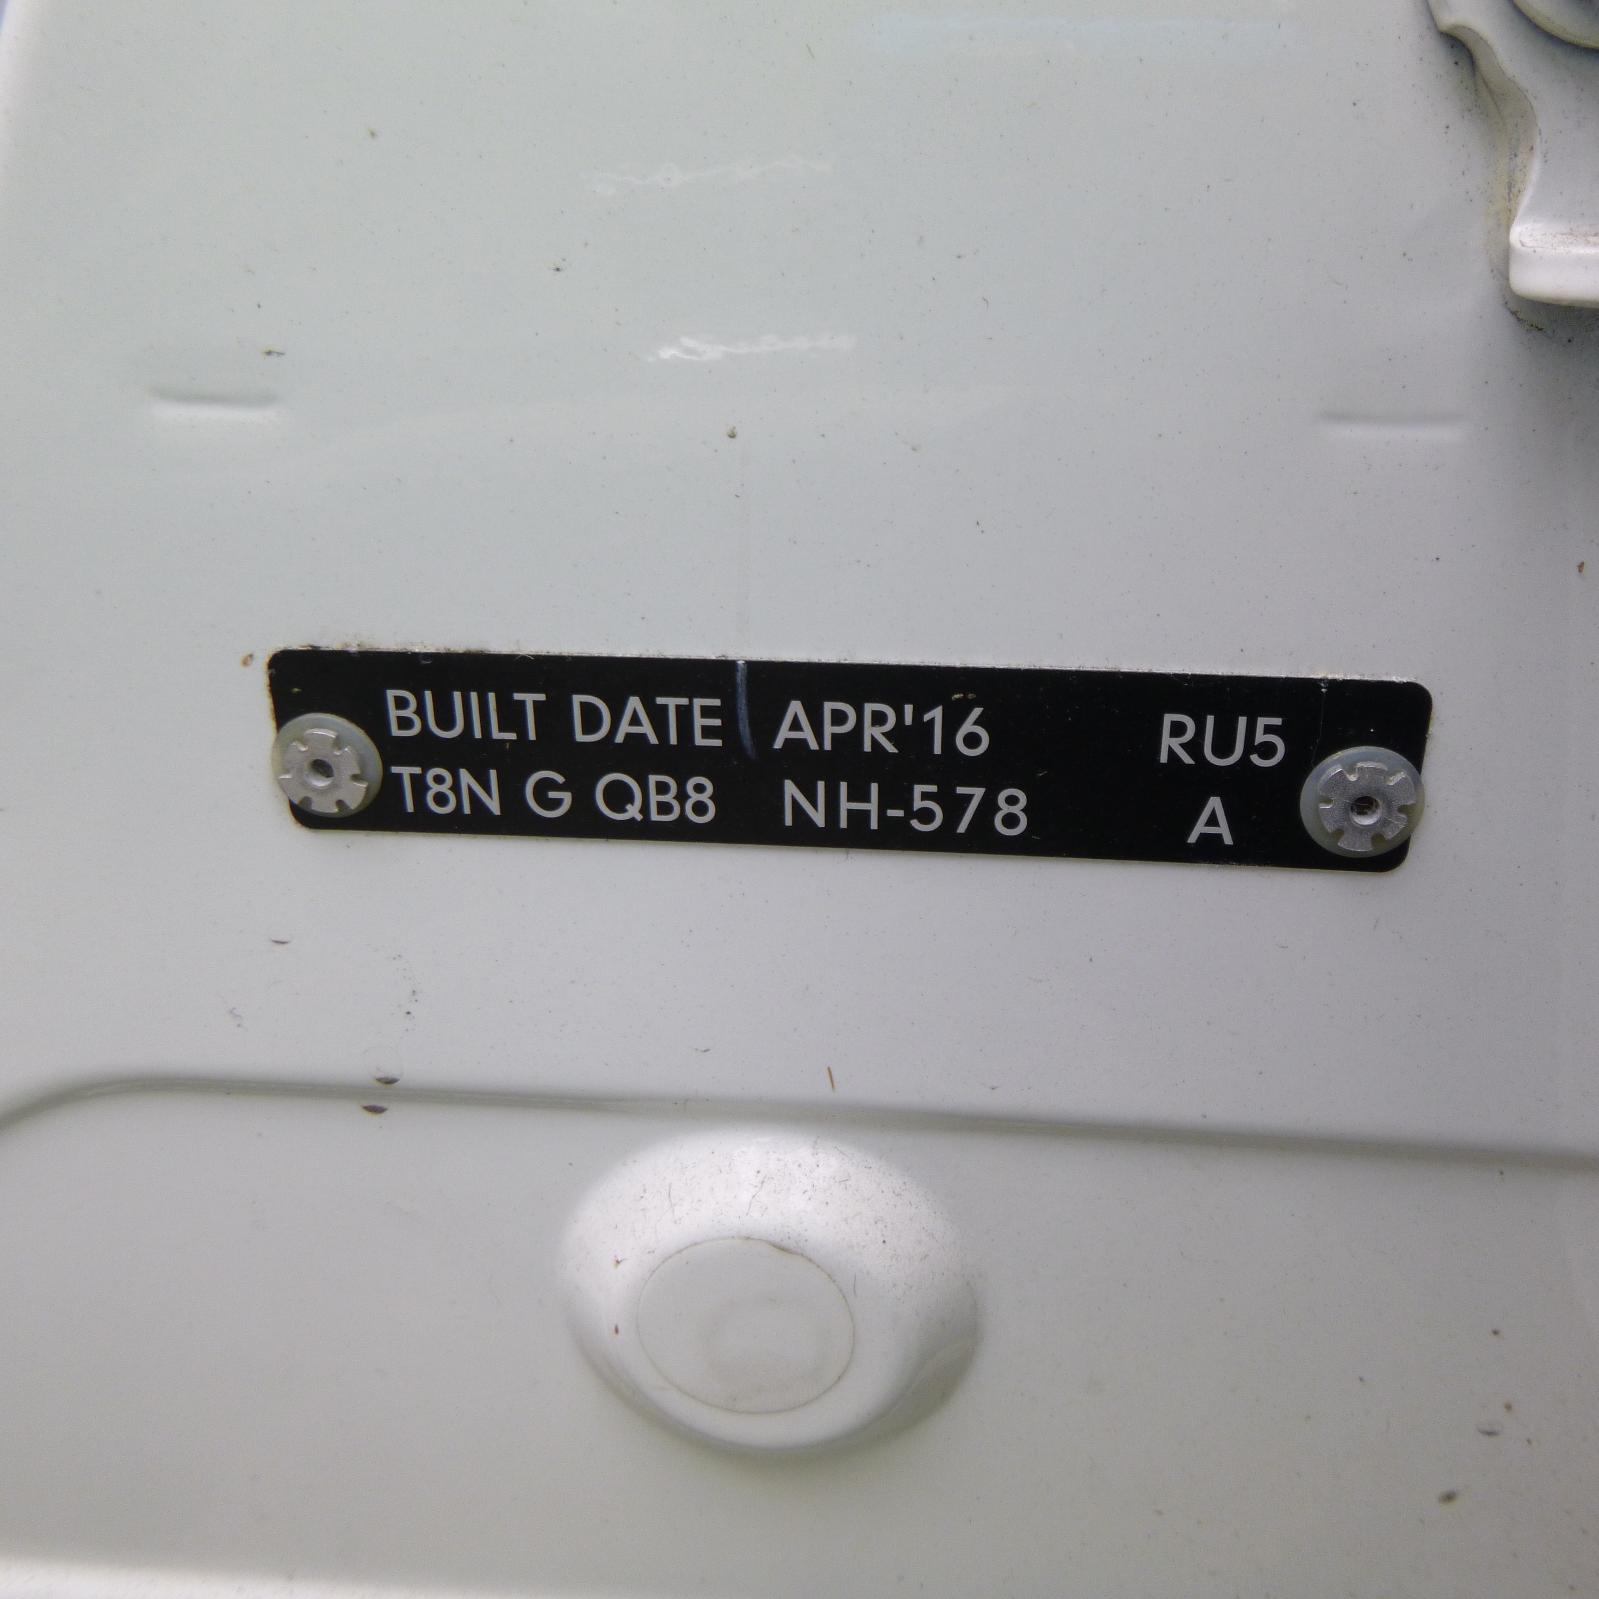 BUILT DATE APR'16 RU5
T8N G QB8 NH-578 A